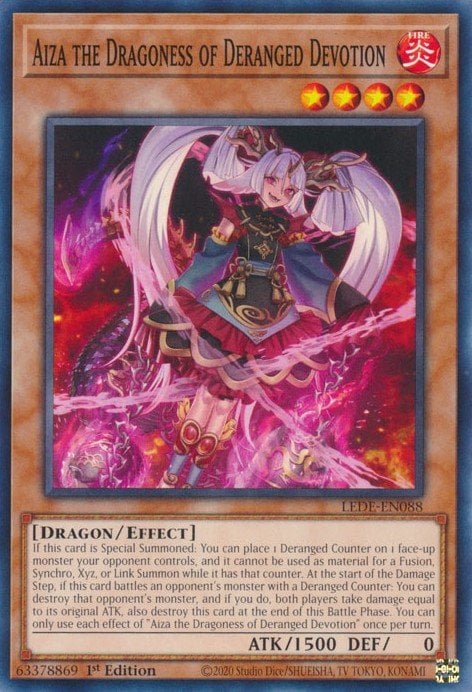 AIZA THE DRAGONESS OF DERANGED DEVOTION
FIRE
炎
LEDE-EN088
[DRAGON/EFFECT]
If this card is Special Summoned: You can place 1 Deranged Counter on 1 face-up
monster your opponent controls, and it cannot be used as material for a Fusion,
Synchro, Xyz, or Link Summon while it has that counter. At the start of the Damage
Step, if this card battles an opponent's monster with a Deranged Counter: You can
destroy that opponent's monster, and if you do, both players take damage equal
to its original ATK, also destroy this card at the end of this Battle Phase. You can
only use each effect of "Aiza the Dragoness of Deranged Devotion" once per turn.
ATK/1500 DEF/ 0
63378869 1st Edition ©2020 Studio Dice/SHUEISHA, TV TOKYO, KONAMI